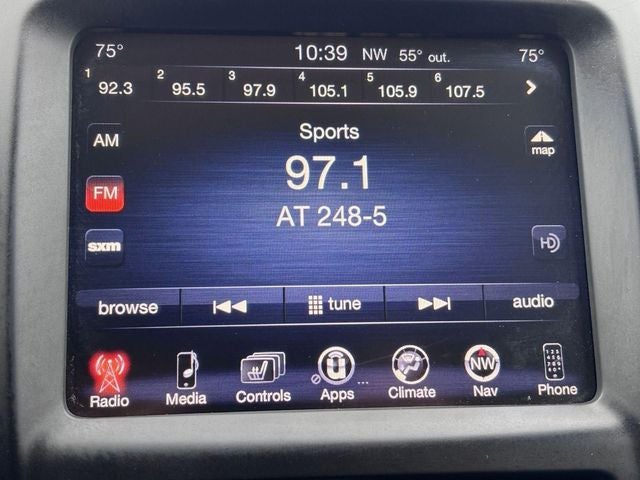 75° 10:39 NW 55° out. 75°
1 92.3 2 95.5 3 97.9 4 105.1 5 105.9 6 107.5
AM Sports map
97.1
FM
AT 248-5
sxm HD
browse tune audio
Radio Media Controls Apps Climate NW Nav Phone